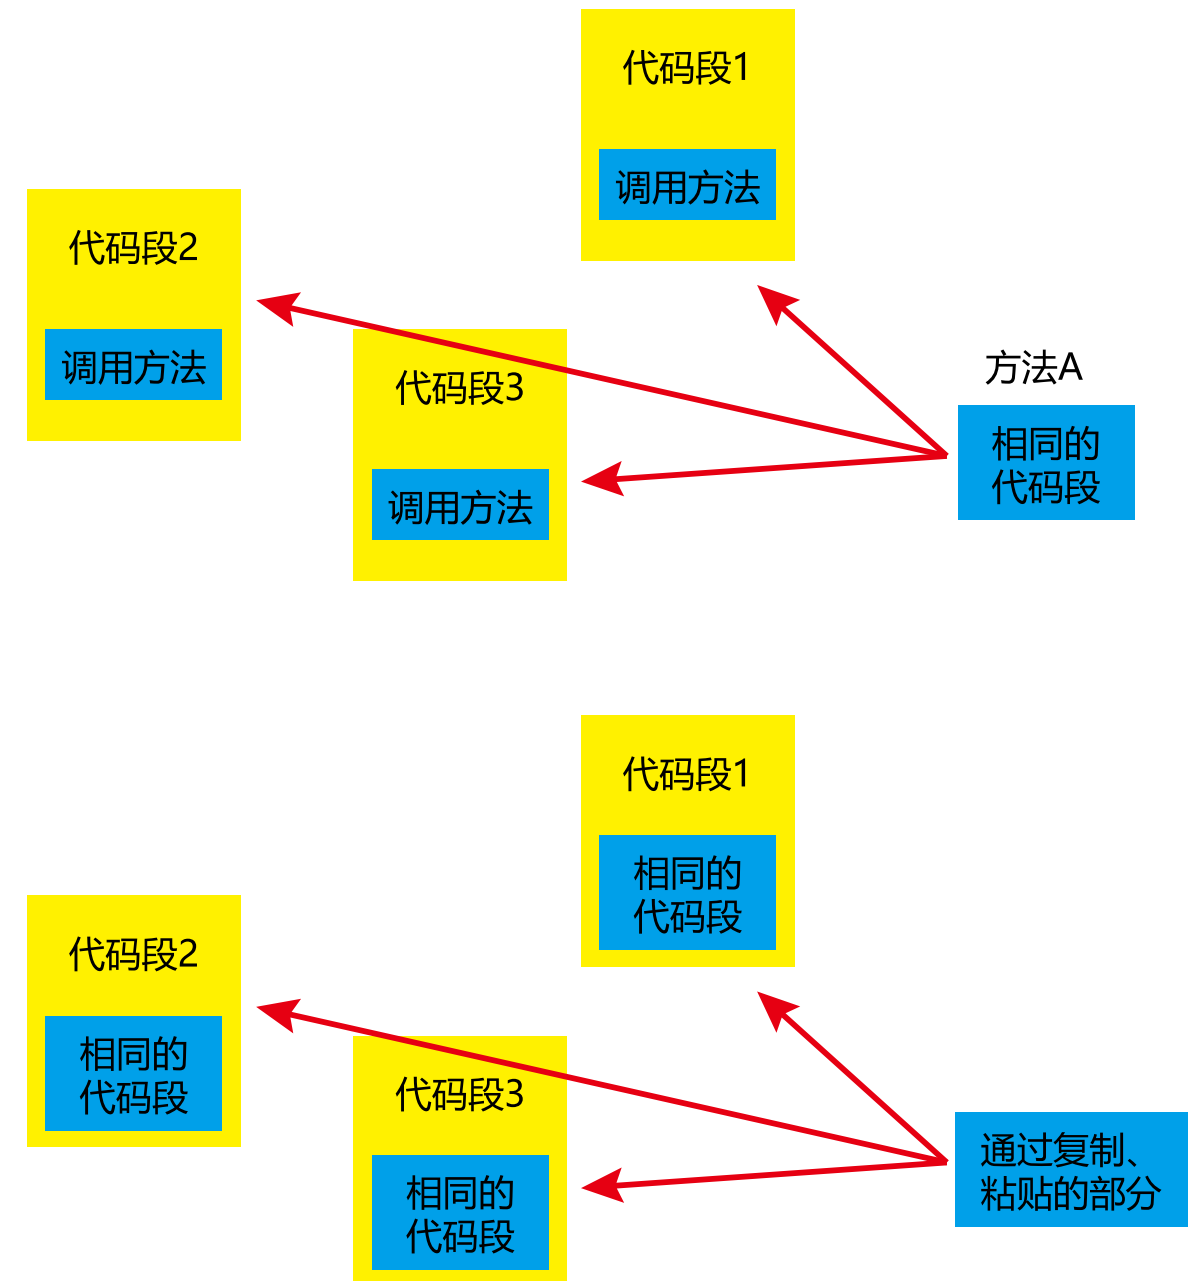 代码段1
调用方法
代码段2
调用方法
代码段3
调用方法
方法A
相同的
代码段
代码段1
相同的
代码段
代码段2
相同的
代码段
代码段3
相同的
代码段
通过复制、
粘贴的部分